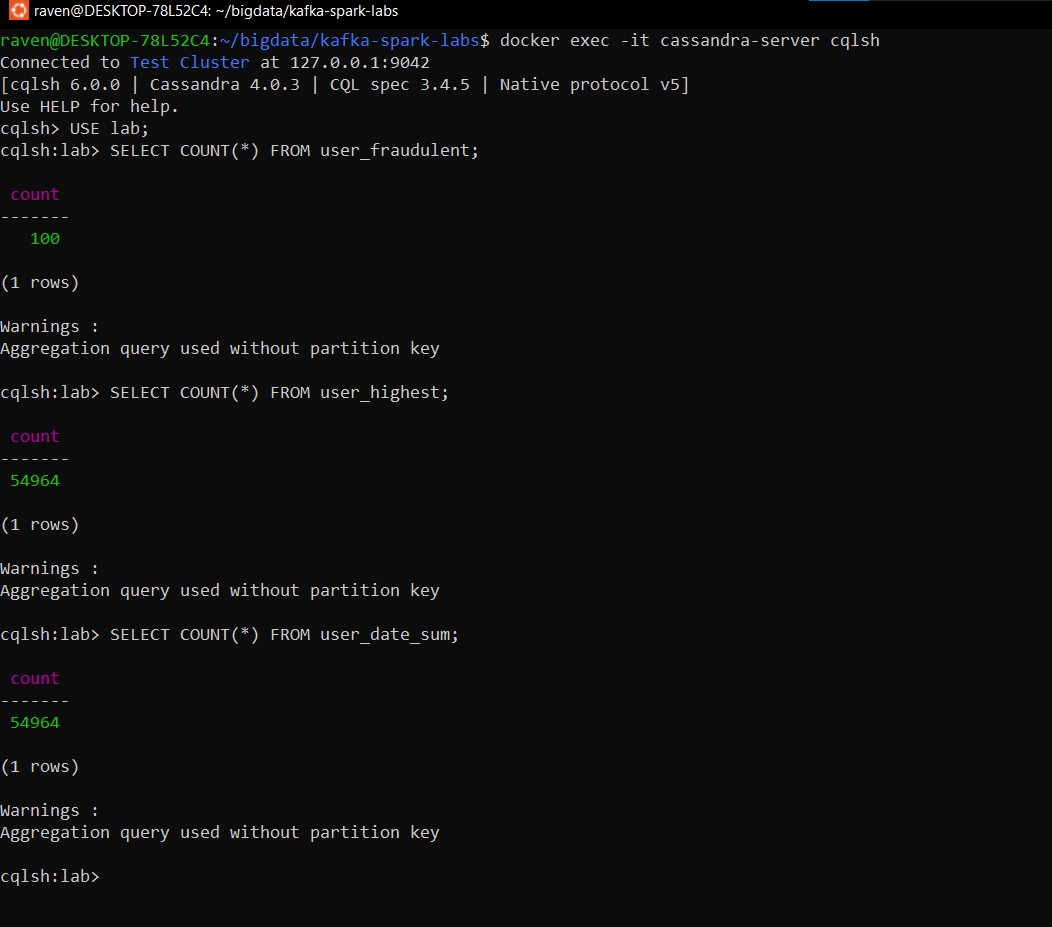 raven@DESKTOP-78L52C4: ~/bigdata/kafka-spark-labs
raven@DESKTOP-78L52C4:~/bigdata/kafka-spark-labs$ docker exec -it cassandra-server cqlsh
Connected to Test Cluster at 127.0.0.1:9042
[cqlsh 6.0.0 | Cassandra 4.0.3 | CQL spec 3.4.5 | Native protocol v5]
Use HELP for help.
cqlsh> USE lab;
cqlsh:lab> SELECT COUNT(*) FROM user_fraudulent;
count
-------
100
(1 rows)
Warnings :
Aggregation query used without partition key
cqlsh:lab> SELECT COUNT(*) FROM user_highest;
count
-------
54964
(1 rows)
Warnings :
Aggregation query used without partition key
cqlsh:lab> SELECT COUNT(*) FROM user_date_sum;
count
-------
54964
(1 rows)
Warnings :
Aggregation query used without partition key
cqlsh:lab>